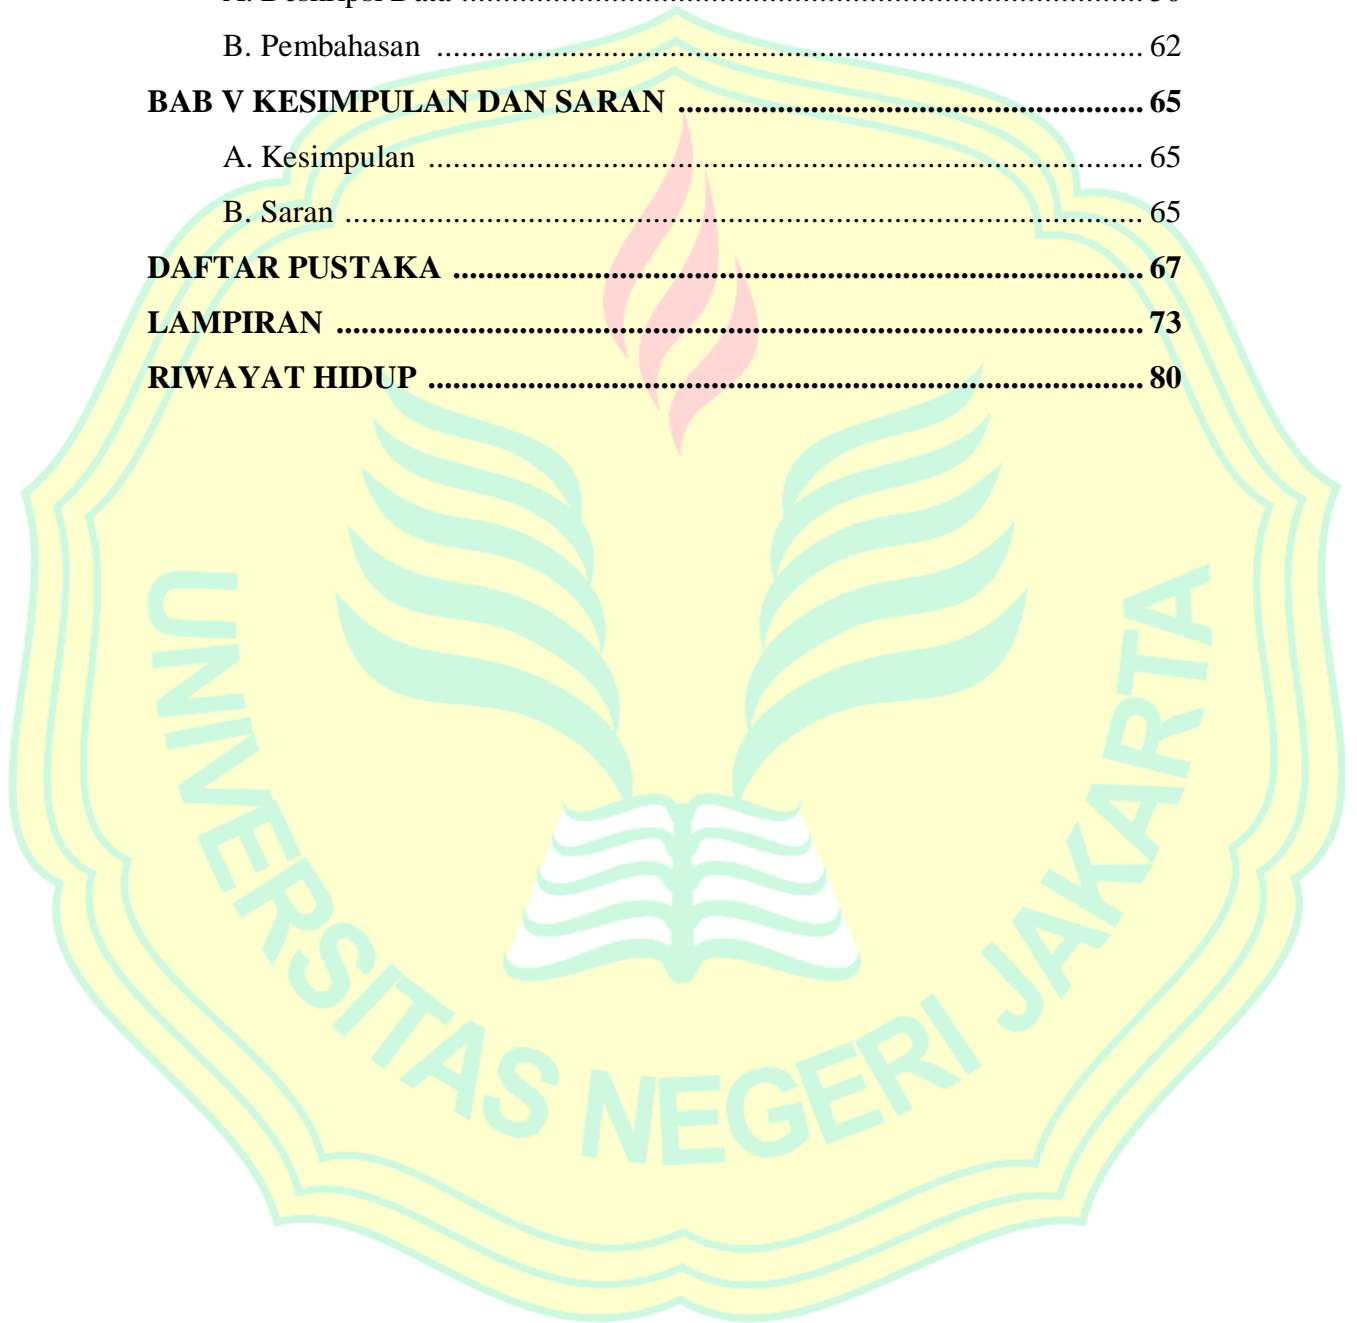 B. Pembahasan ........................................................................................ 62
BAB V KESIMPULAN DAN SARAN ........................................................ 65
A. Kesimpulan ........................................................................................ 65
B. Saran .................................................................................................. 65
DAFTAR PUSTAKA .................................................................................... 67
LAMPIRAN .................................................................................................. 73
RIWAYAT HIDUP ....................................................................................... 80
UNIVERSITAS NEGERI JAKARTA